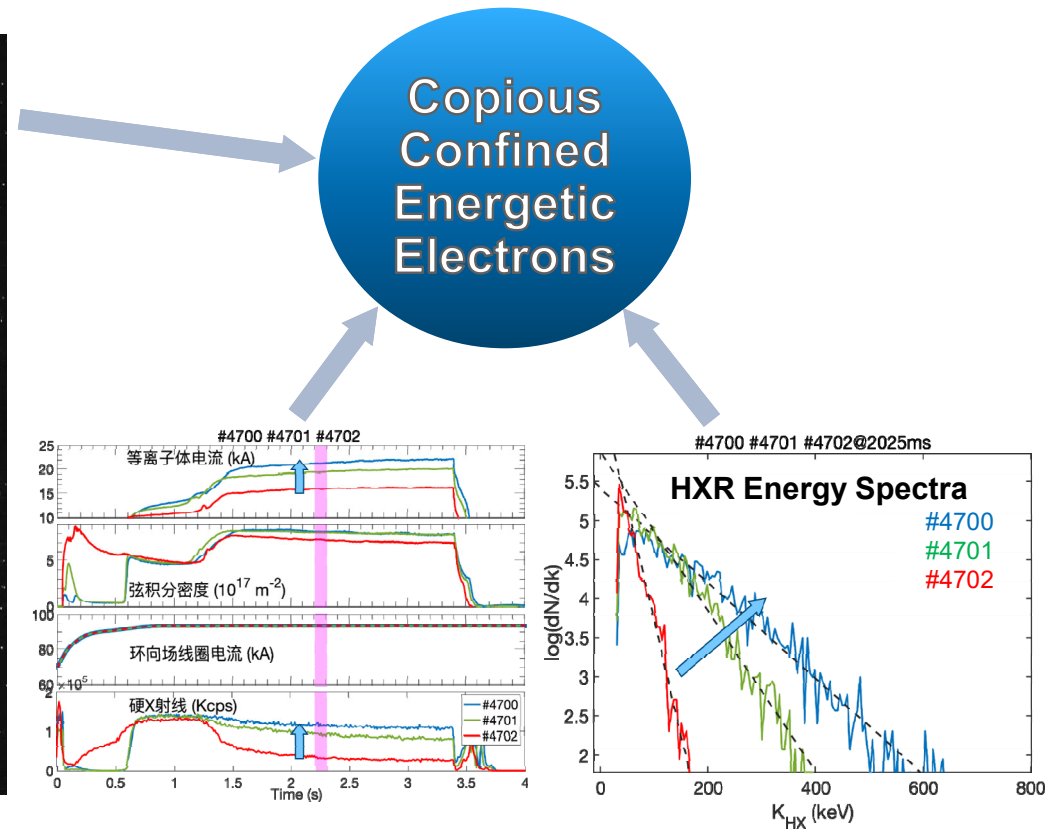 Copious
Confined
Energetic
Electrons
#4700 #4701 #4702
25
20
15
10
等离子体电流 (kA)
5
0
弦积分密度 (10¹⁷ m⁻²)
100
80
60
环向场线圈电流 (kA)
×10⁵
2
1
0
硬X射线 (Kcps)
#4700
#4701
#4702
0 0.5 1 1.5 2 2.5 3 3.5 4
Time (s)
#4700 #4701 #4702@2025ms
HXR Energy Spectra
#4700
#4701
#4702
5.5
5
4.5
4
3.5
3
2.5
2
log(dN/dk)
0 200 400 600 800
K_HX (keV)